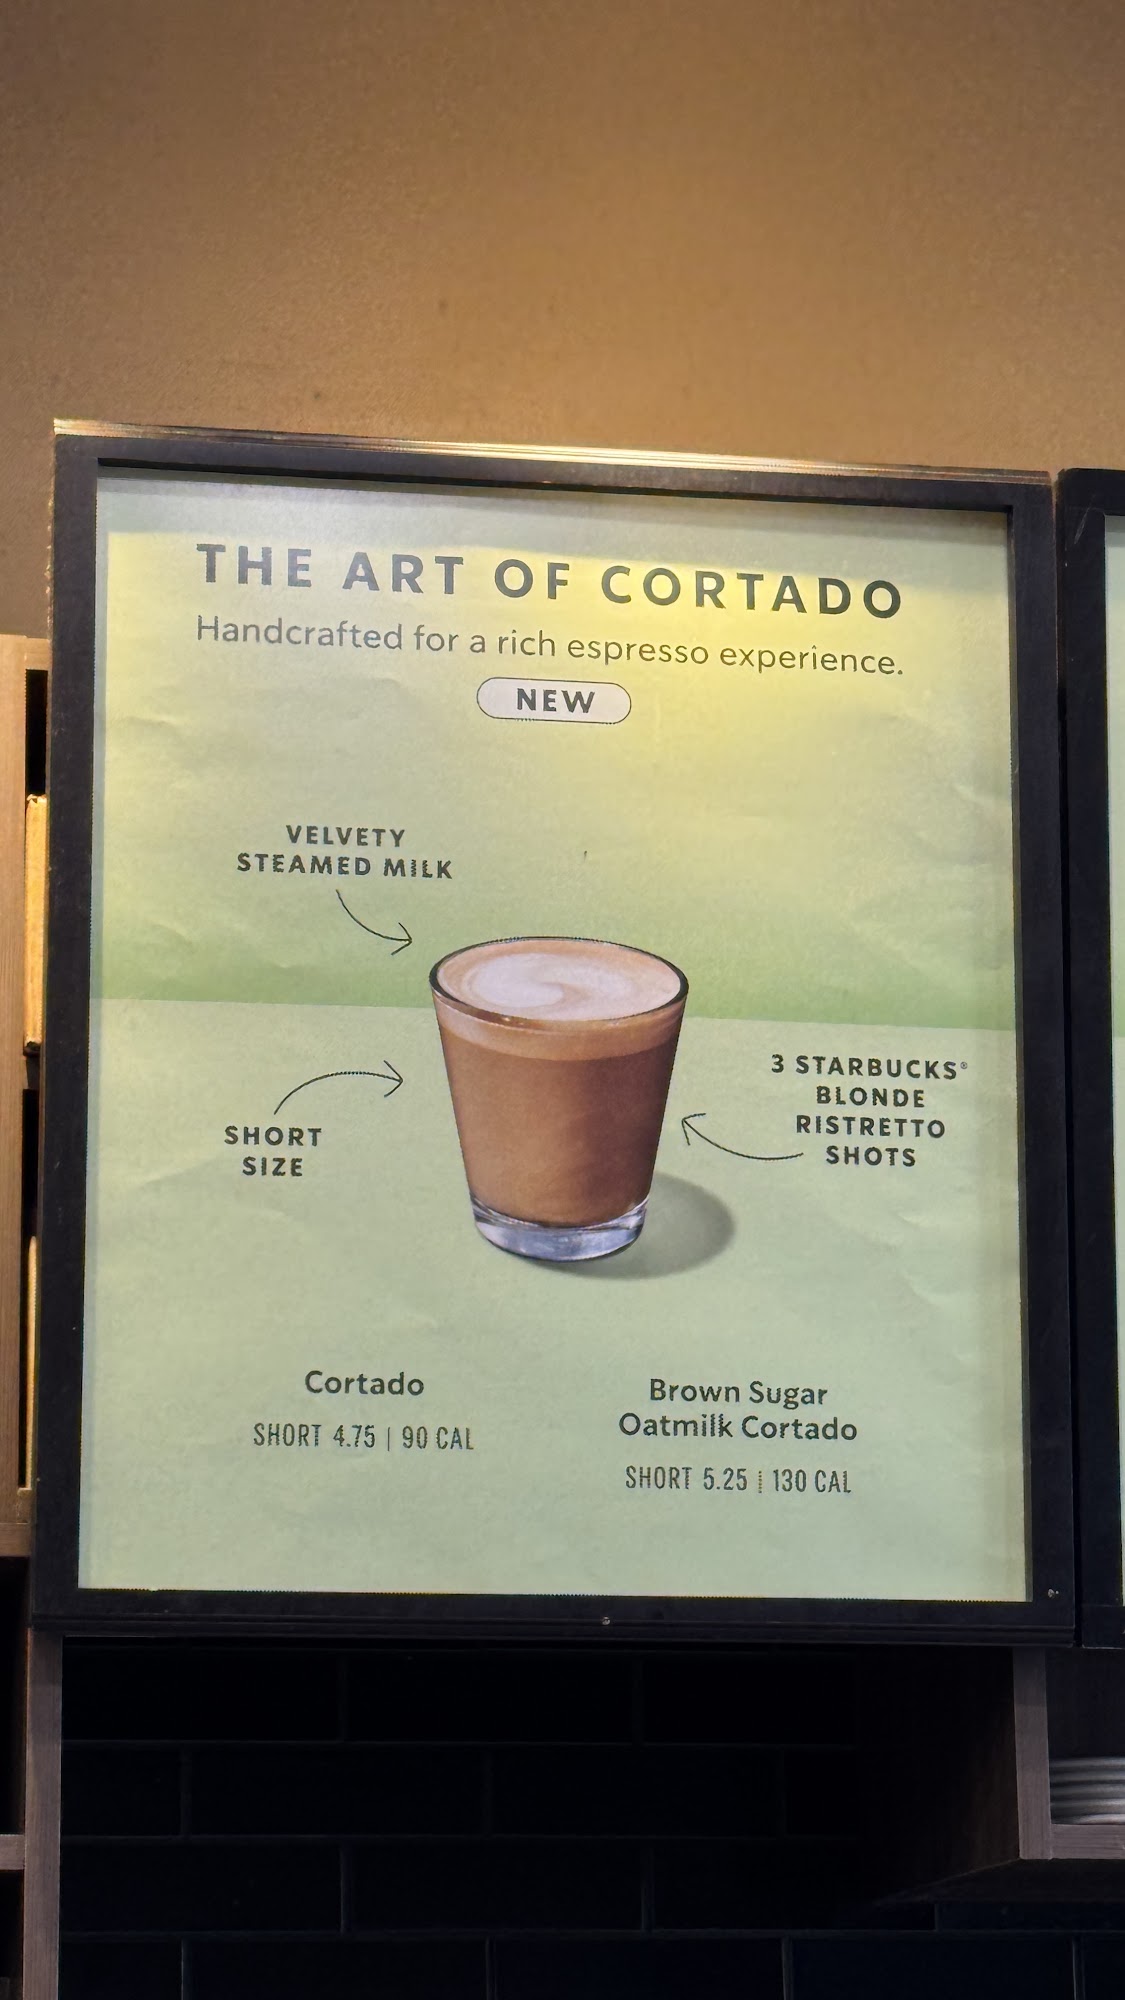 THE ART OF CORTADO
Handcrafted for a rich espresso experience.
NEW
VELVETY
STEAMED MILK
3 STARBUCKS®
BLONDE
RISTRETTO
SHOTS
SHORT
SIZE
Cortado
SHORT 4.75 | 90 CAL
Brown Sugar
Oatmilk Cortado
SHORT 5.25 | 130 CAL